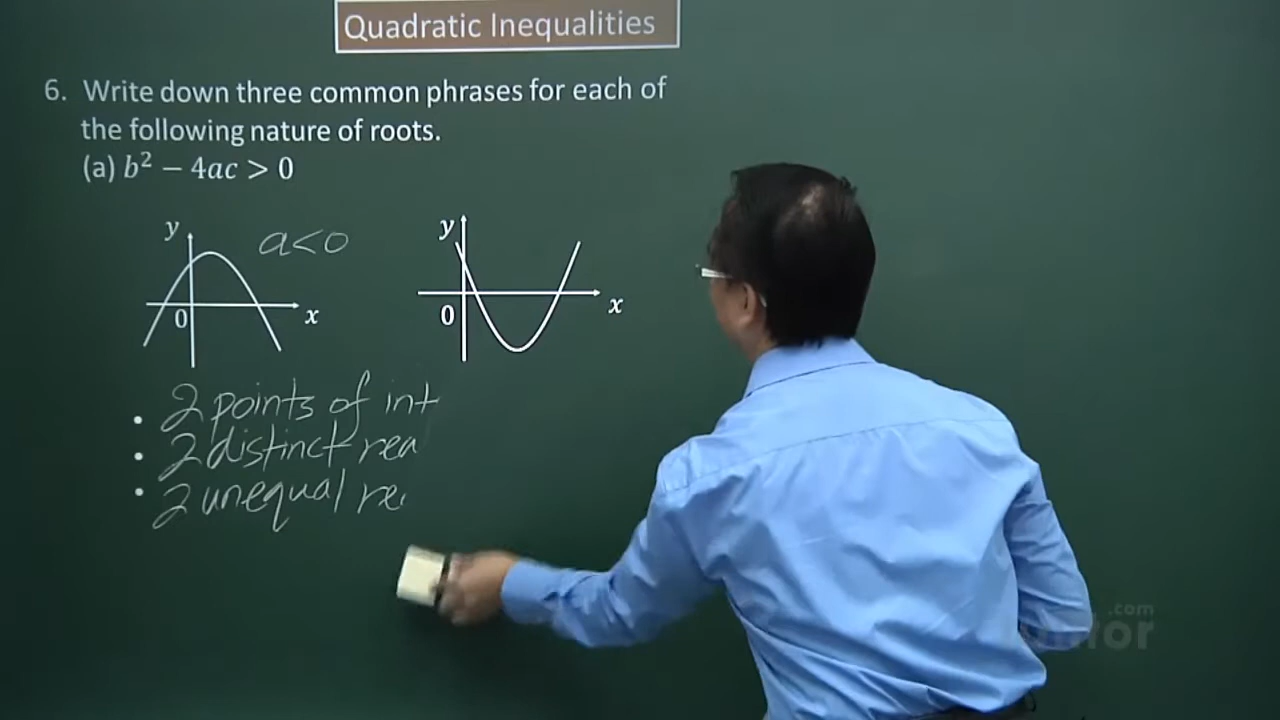 Quadratic Inequalities
6. Write down three common phrases for each of
the following nature of roots.
(a) b² − 4ac > 0
y
a<0
y
0
x
0
x
• 2 points of int
• 2 distinct rea
• 2 unequal re
.com